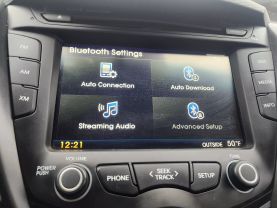 FM
AM
XM
Bluetooth Settings
Auto Connection
Auto Download
Streaming Audio
Advanced Setup
12:21
OUTSIDE 50°F
VOLUME
POWER
PUSH
PHONE
SEEK
TRACK
SETUP
TUNE